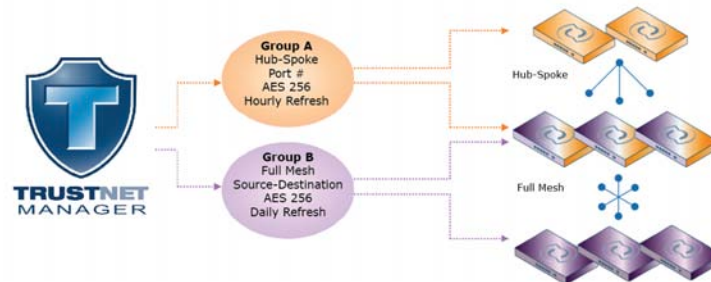 T
TRUSTNET
MANAGER
Group A
Hub-Spoke
Port #
AES 256
Hourly Refresh
Group B
Full Mesh
Source-Destination
AES 256
Daily Refresh
Hub-Spoke
Full Mesh